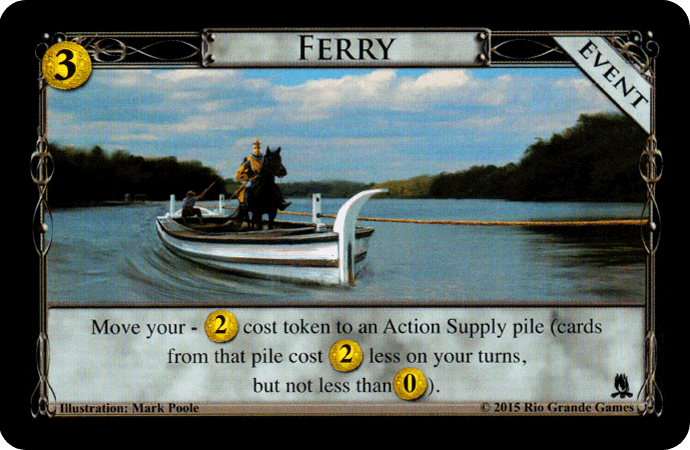 3
FERRY
EVENT
Move your - 2 cost token to an Action Supply pile (cards
from that pile cost 2 less on your turns,
but not less than 0).
Illustration: Mark Poole
© 2015 Rio Grande Games